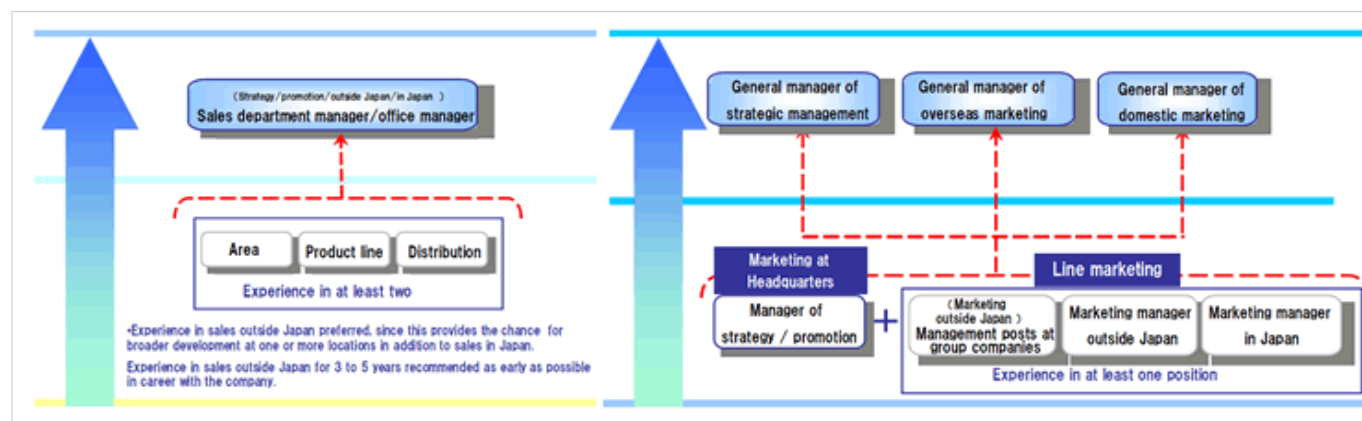 (Strategy/promotion/outside Japan/in Japan )
Sales department manager/office manager
Area
Product line
Distribution
Experience in at least two
•Experience in sales outside Japan preferred, since this provides the chance for
broader development at one or more locations in addition to sales in Japan.
Experience in sales outside Japan for 3 to 5 years recommended as early as possible
in career with the company.
General manager of
strategic management
General manager of
overseas marketing
General manager of
domestic marketing
Marketing at
Headquarters
Line marketing
Manager of
strategy / promotion
+
(Marketing
outside Japan )
Management posts at
group companies
Marketing manager
outside Japan
Marketing manager
in Japan
Experience in at least one position